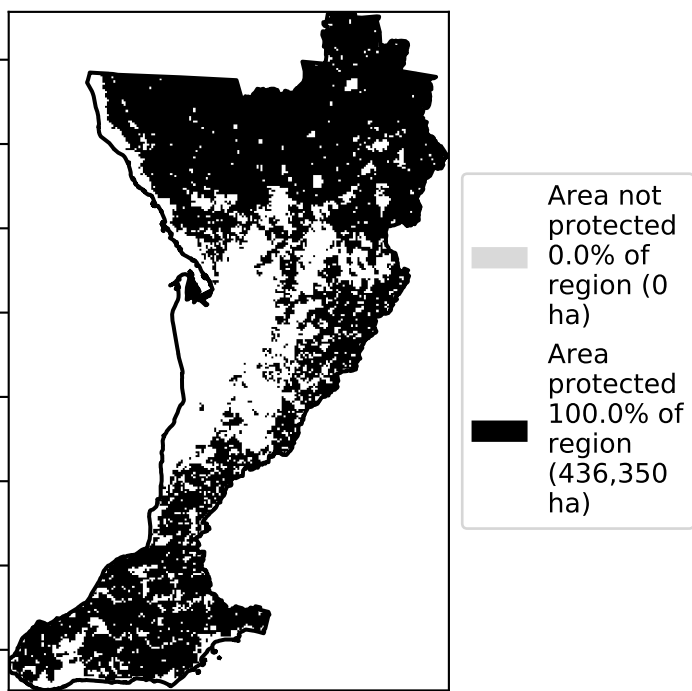 Area not
protected
0.0% of
region (0
ha)
Area
protected
100.0% of
region
(436,350
ha)